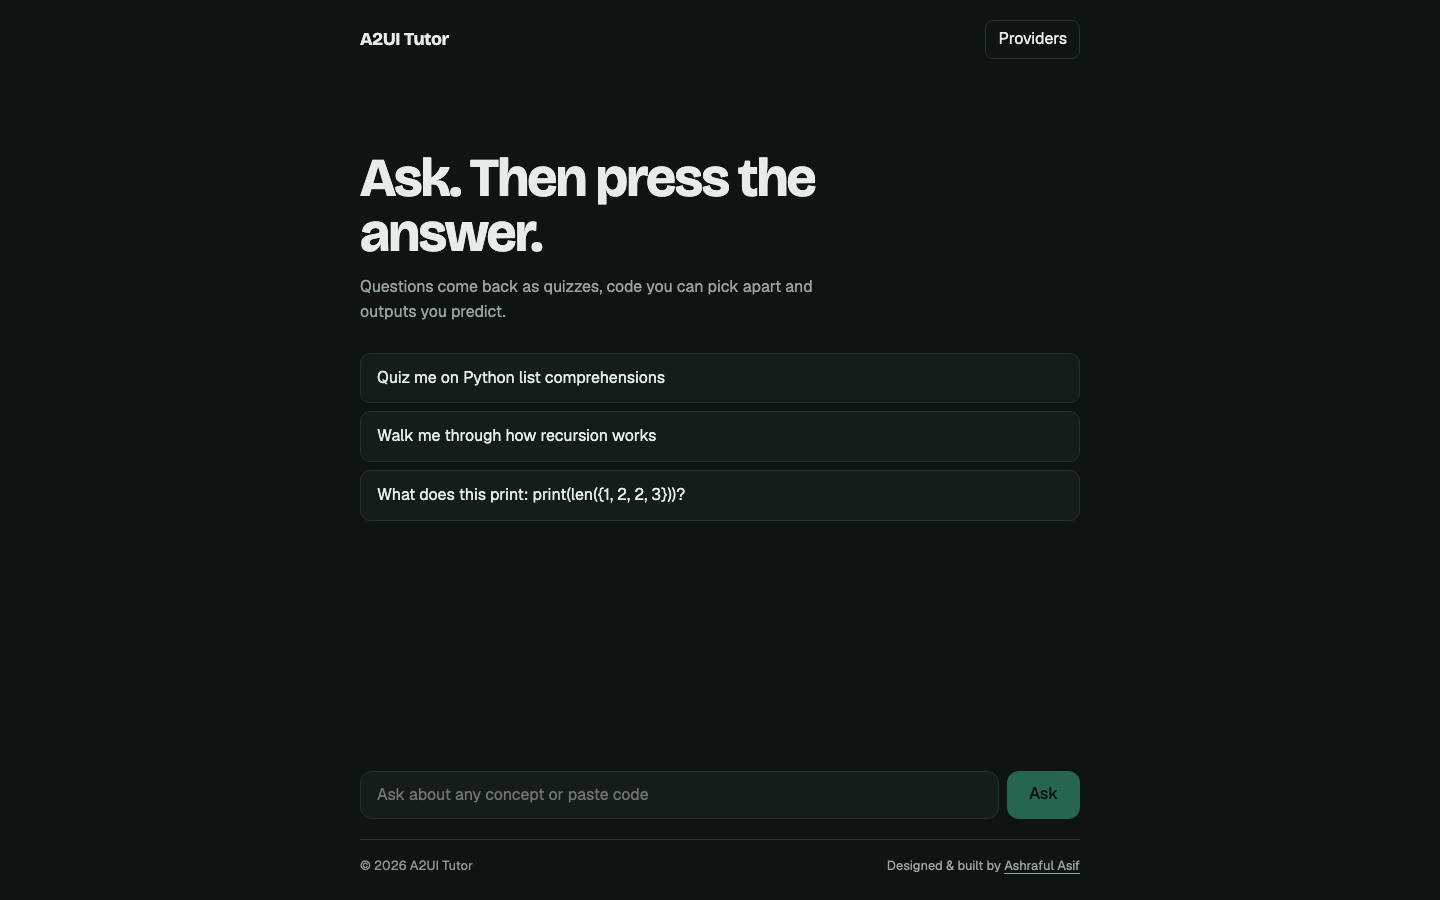 A2UI Tutor
Providers
Ask. Then press the
answer.
Questions come back as quizzes, code you can pick apart and
outputs you predict.
Quiz me on Python list comprehensions
Walk me through how recursion works
What does this print: print(len({1, 2, 2, 3}))?
Ask about any concept or paste code
Ask
© 2026 A2UI Tutor
Designed & built by Ashraful Asif